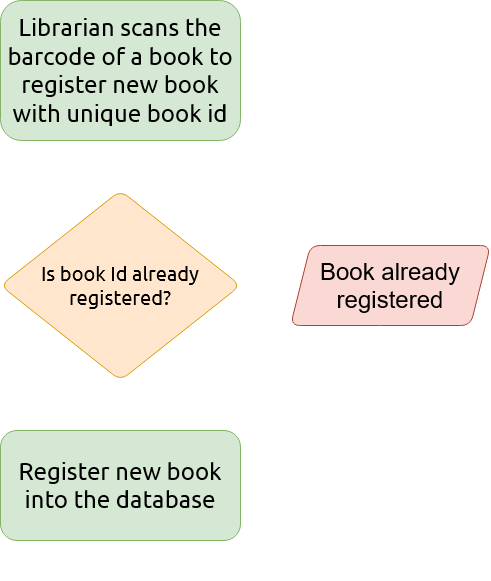 Librarian scans the
barcode of a book to
register new book
with unique book id
Is book Id already
registered?
Book already
registered
Register new book
into the database